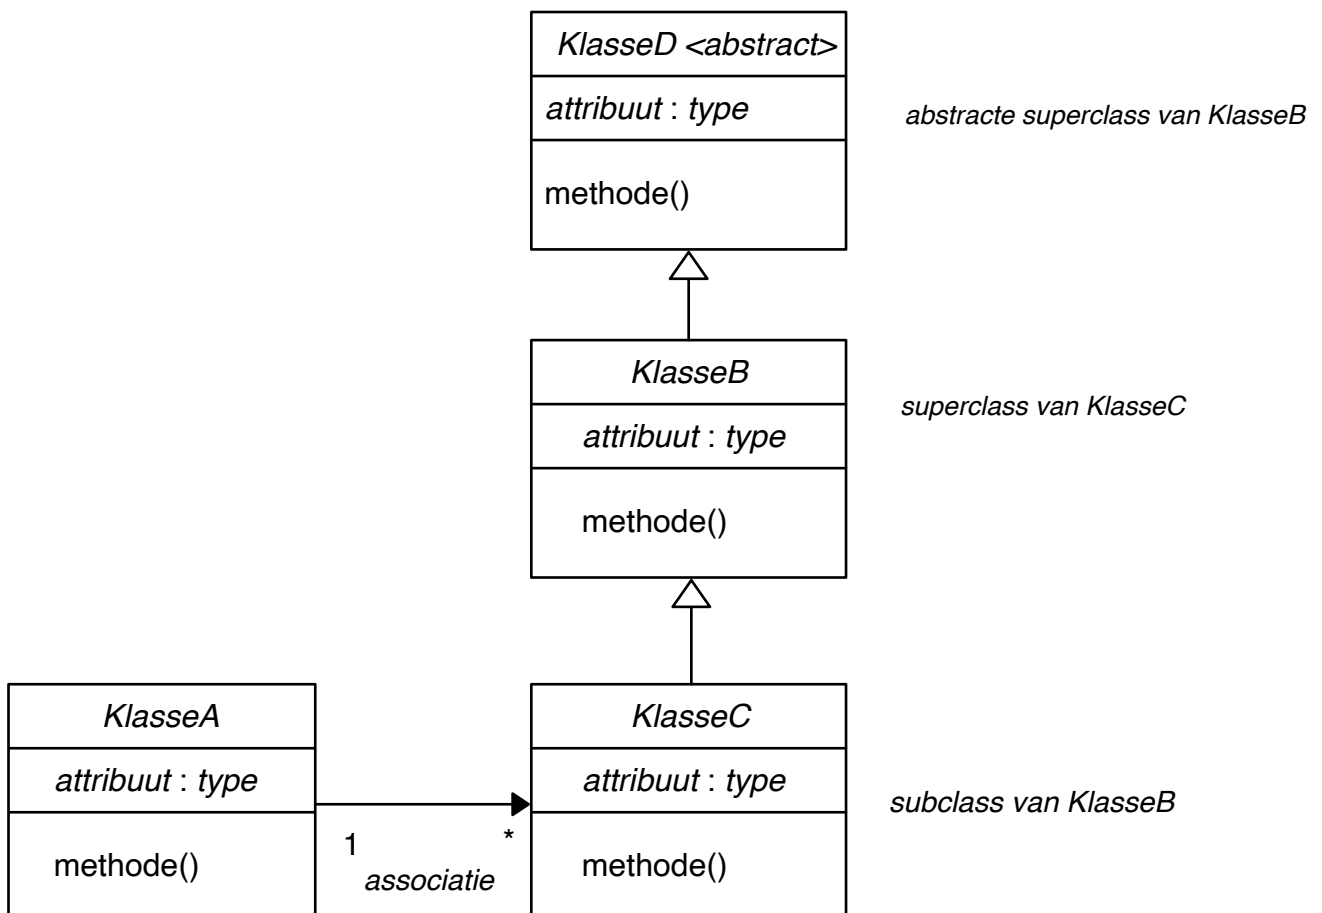 KlasseD <abstract>
attribuut : type
abstracte superclass van KlasseB
methode()
KlasseB
superclass van KlasseC
attribuut : type
methode()
KlasseA
attribuut : type
methode()
1
*
associatie
KlasseC
attribuut : type
subclass van KlasseB
methode()